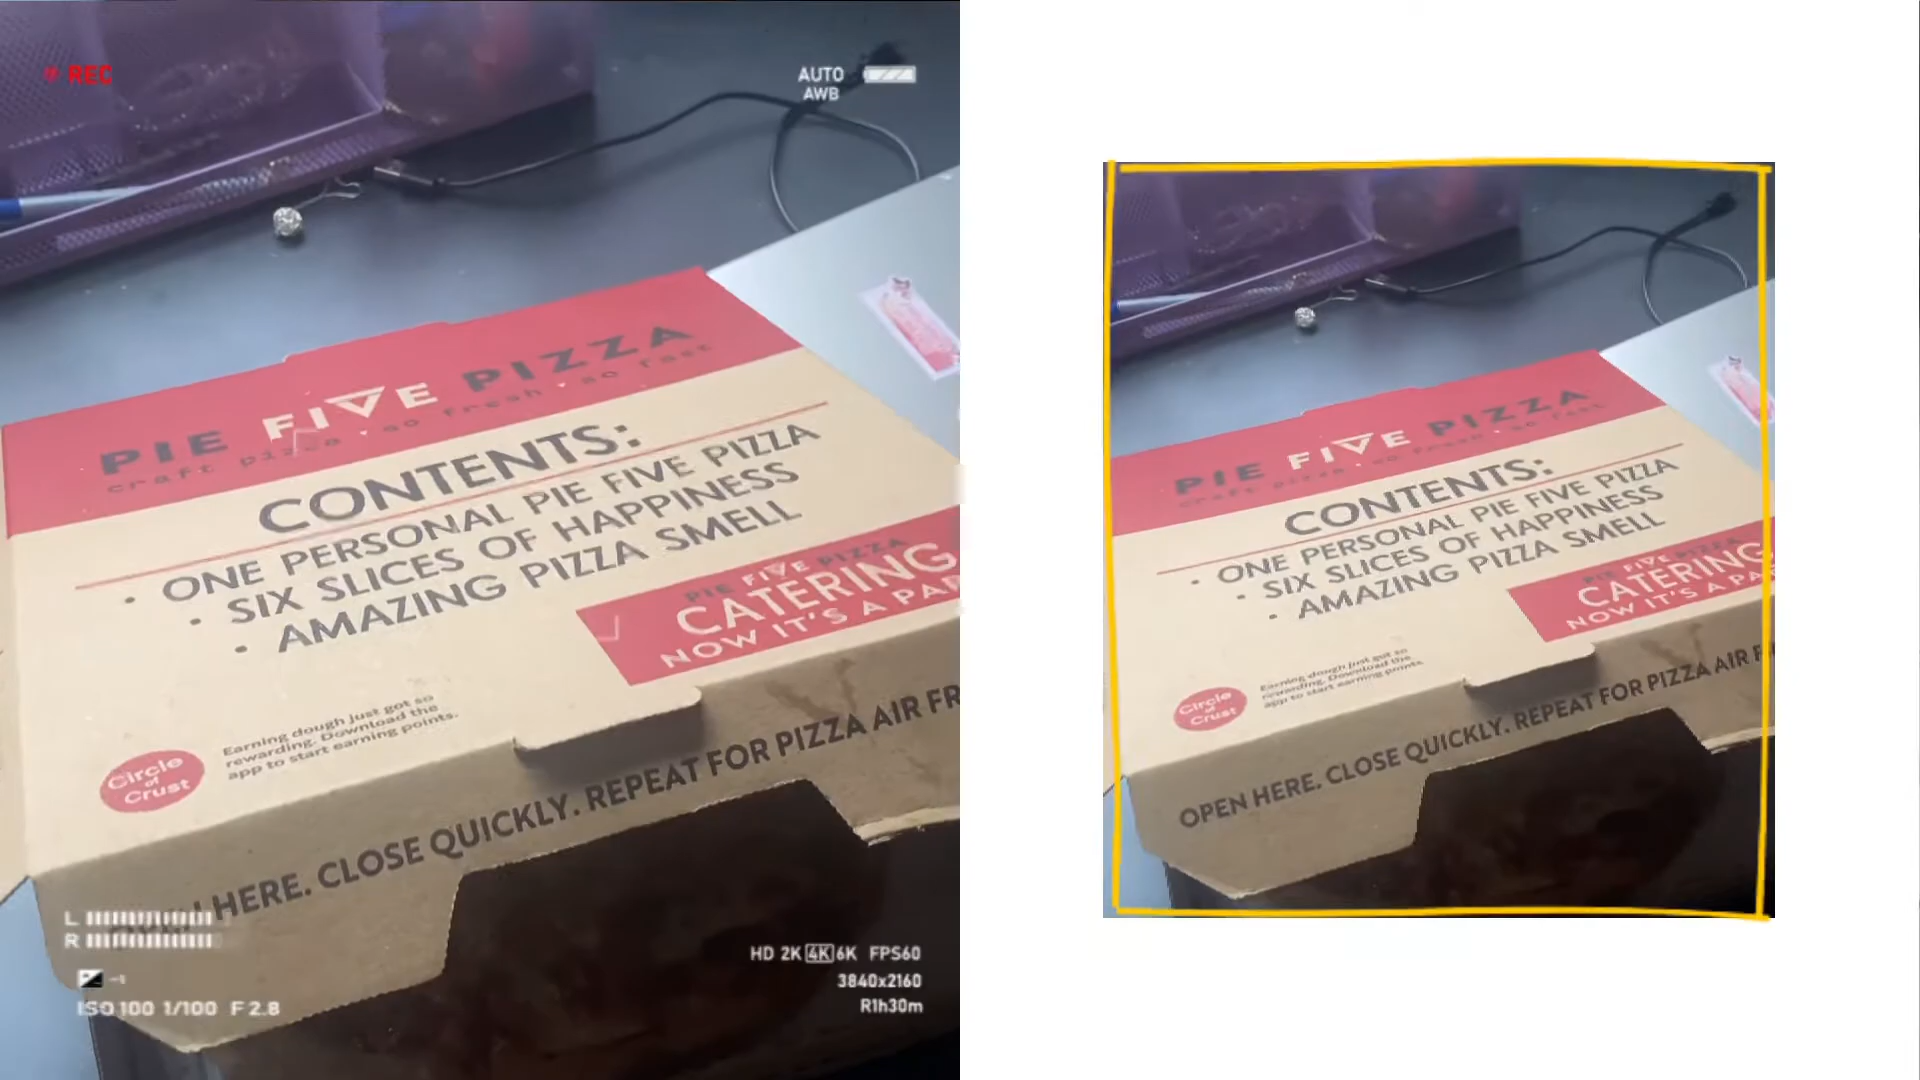 REC
AUTO
AWB
PIE FIVE PIZZA
craft pizza • so fresh • so fast
CONTENTS:
• ONE PERSONAL PIE FIVE PIZZA
• SIX SLICES OF HAPPINESS
• AMAZING PIZZA SMELL
PIE FIVE PIZZA
CATERING
NOW IT'S A PAR
Circle
of
Crust
Earning dough just got so
rewarding. Download the
app to start earning points.
HERE. CLOSE QUICKLY. REPEAT FOR PIZZA AIR FR
L
R
-1
ISO 100 1/100 F 2.8
HD 2K 4K 6K FPS60
3840x2160
R1h30m
PIE FIVE PIZZA
craft pizza • so fresh • so fast
CONTENTS:
• ONE PERSONAL PIE FIVE PIZZA
• SIX SLICES OF HAPPINESS
• AMAZING PIZZA SMELL
PIE FIVE PIZZA
CATERING
NOW IT'S A PAR
Circle
of
Crust
Earning dough just got so
rewarding. Download the
app to start earning points.
OPEN HERE. CLOSE QUICKLY. REPEAT FOR PIZZA AIR F